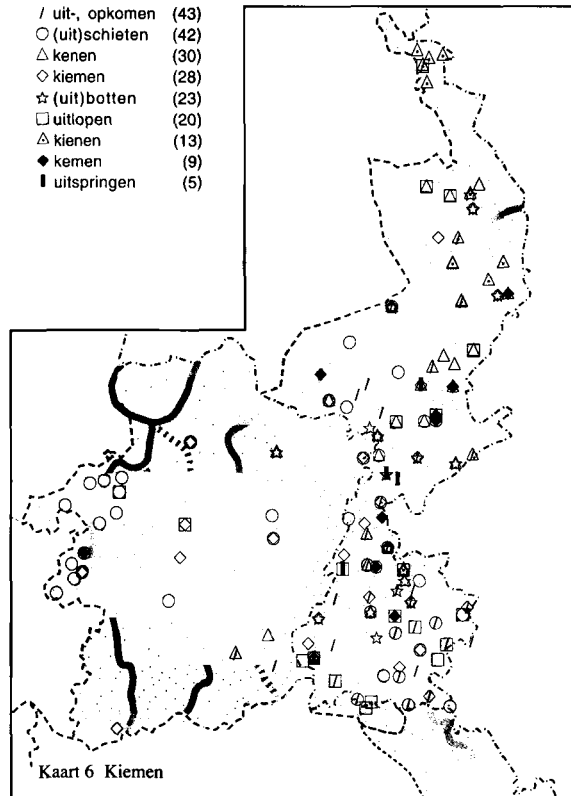 / uit-, opkomen (43)
○ (uit)schieten (42)
△ kenen (30)
◇ kiemen (28)
☆ (uit)botten (23)
□ uitlopen (20)
◬ kienen (13)
◆ kemen (9)
▮ uitspringen (5)
Kaart 6 Kiemen